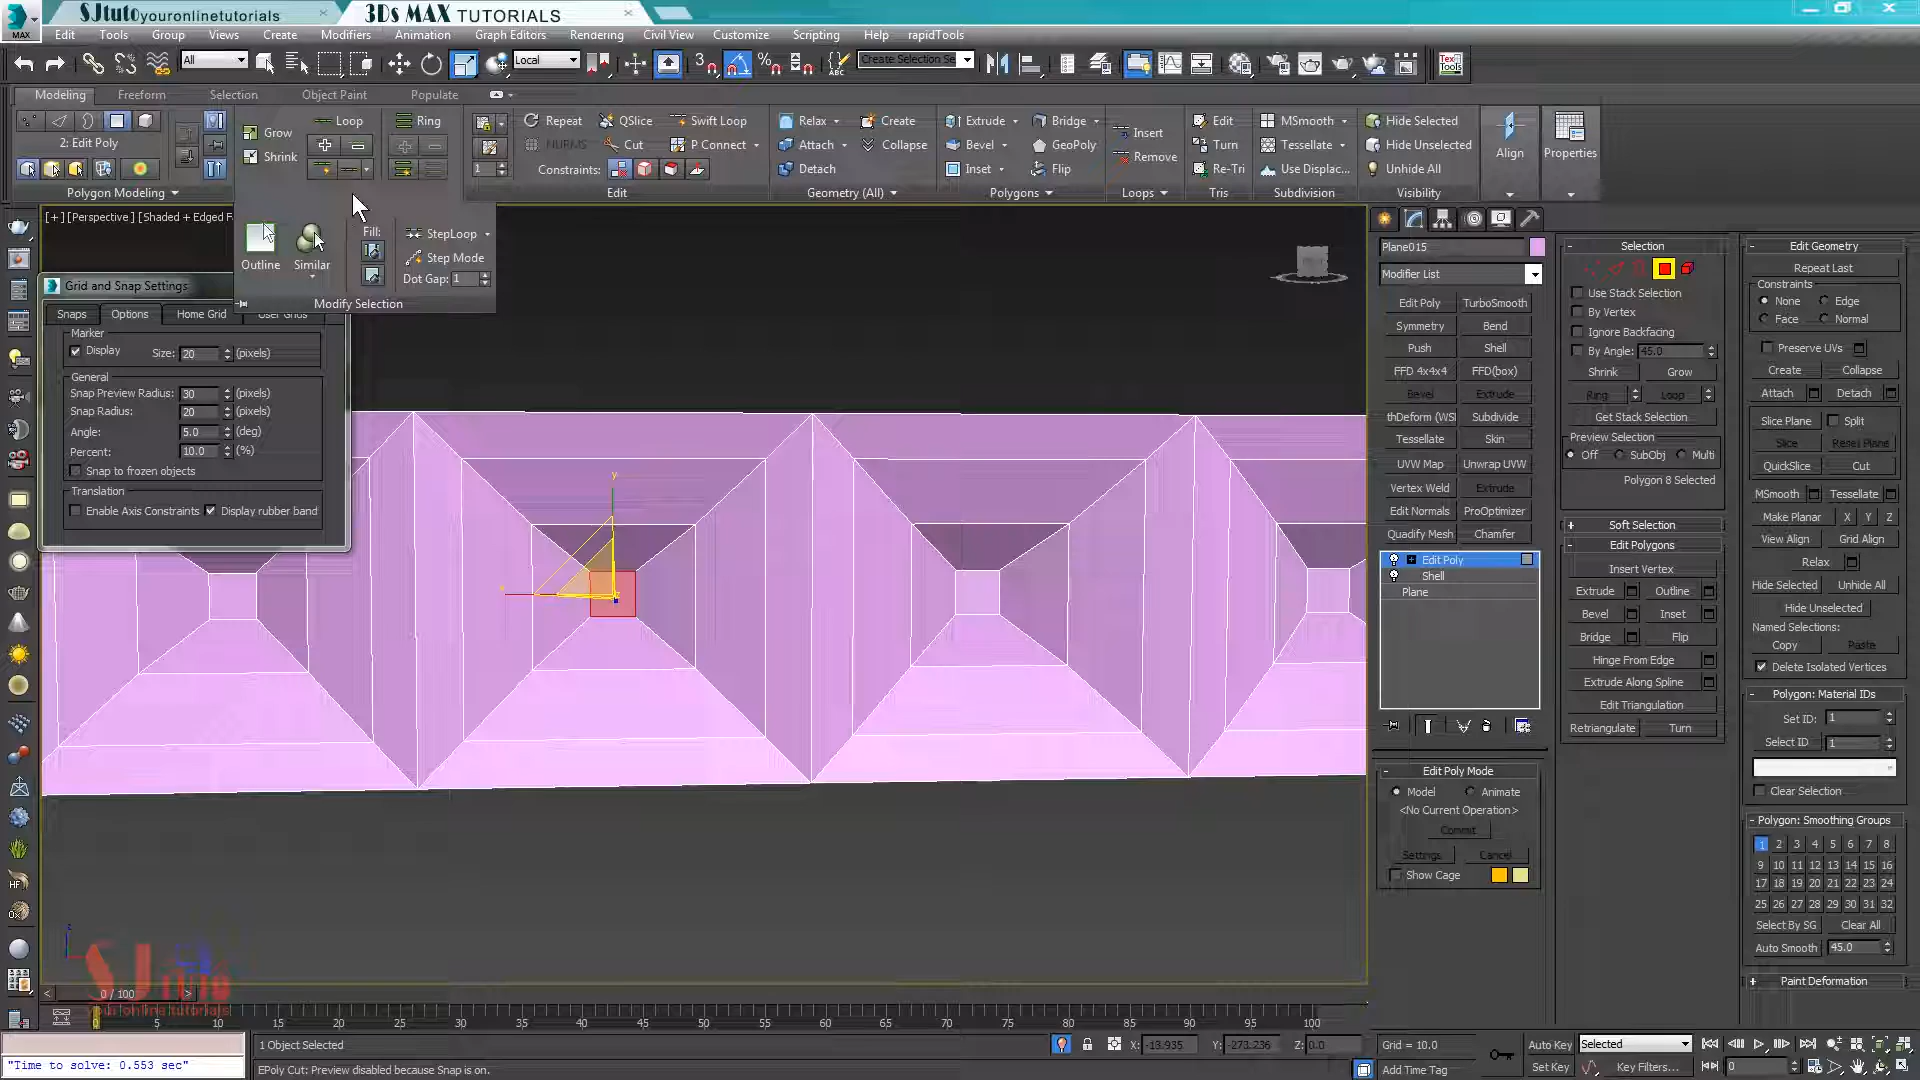 SJtuto youronlinetutorials
3Ds MAX TUTORIALS
MAX
Edit Tools Group Views Create Modifiers Animation Graph Editors Rendering Civil View Customize Scripting Help rapidTools
All Local Create Selection Se
Modeling Freeform Selection Object Paint Populate
2: Edit Poly
Polygon Modeling
Grow
Shrink
Loop
Ring
Outline Similar
Fill:
StepLoop
Step Mode
Dot Gap: 1
Modify Selection
Repeat QSlice Swift Loop
NURMS Cut P Connect
1 Constraints:
Edit
Relax Create
Attach Collapse
Detach
Geometry (All)
Extrude Bridge
Bevel GeoPoly
Inset Flip
Polygons
Insert
Remove
Loops
Edit
Turn
Re-Tri
Tris
MSmooth
Tessellate
Use Displac...
Subdivision
Hide Selected
Hide Unselected
Unhide All
Visibility
Align
Properties
[+] [Perspective] [Shaded + Edged F
Grid and Snap Settings
Snaps Options Home Grid User Grids
Marker
Display Size: 20 (pixels)
General
Snap Preview Radius: 30 (pixels)
Snap Radius: 20 (pixels)
Angle: 5.0 (deg)
Percent: 10.0 (%)
Snap to frozen objects
Translation
Enable Axis Constraints Display rubber band
y
Plane015
Modifier List
Edit Poly TurboSmooth
Symmetry Bend
Push Shell
FFD 4x4x4 FFD(box)
Bevel Extrude
thDeform (WS Subdivide
Tessellate Skin
UVW Map Unwrap UVW
Vertex Weld Extrude
Edit Normals ProOptimizer
Quadify Mesh Chamfer
Edit Poly
Shell
Plane
Edit Poly Mode
Model Animate
<No Current Operation>
Commit
Settings Cancel
Show Cage
Selection
Use Stack Selection
By Vertex
Ignore Backfacing
By Angle: 45.0
Shrink Grow
Ring Loop
Get Stack Selection
Preview Selection
Off SubObj Multi
Polygon 8 Selected
Soft Selection
Edit Polygons
Insert Vertex
Extrude Outline
Bevel Inset
Bridge Flip
Hinge From Edge
Extrude Along Spline
Edit Triangulation
Retriangulate Turn
Edit Geometry
Repeat Last
Constraints
None Edge
Face Normal
Preserve UVs
Create Collapse
Attach Detach
Slice Plane Split
Slice Reset Plane
QuickSlice Cut
MSmooth Tessellate
Make Planar X Y Z
View Align Grid Align
Relax
Hide Selected Unhide All
Hide Unselected
Named Selections:
Copy Paste
Delete Isolated Vertices
Polygon: Material IDs
Set ID: 1
Select ID 1
Clear Selection
Polygon: Smoothing Groups
1 2 3 4 5 6 7 8
9 10 11 12 13 14 15 16
17 18 19 20 21 22 23 24
25 26 27 28 29 30 31 32
Select By SG Clear All
Auto Smooth 45.0
Paint Deformation
SJ tuto
your online tutorials
< 0 / 100 >
5 10 15 20 25 30 35 40 45 50 55 60 65 70 75 80 85 90 95 100
1 Object Selected
X: -13.935 Y: -273.236 Z: 0.0
Grid = 10.0
Auto Key Selected
"Time to solve: 0.553 sec"
EPoly Cut: Preview disabled because Snap is on.
Add Time Tag
Set Key Key Filters...
0